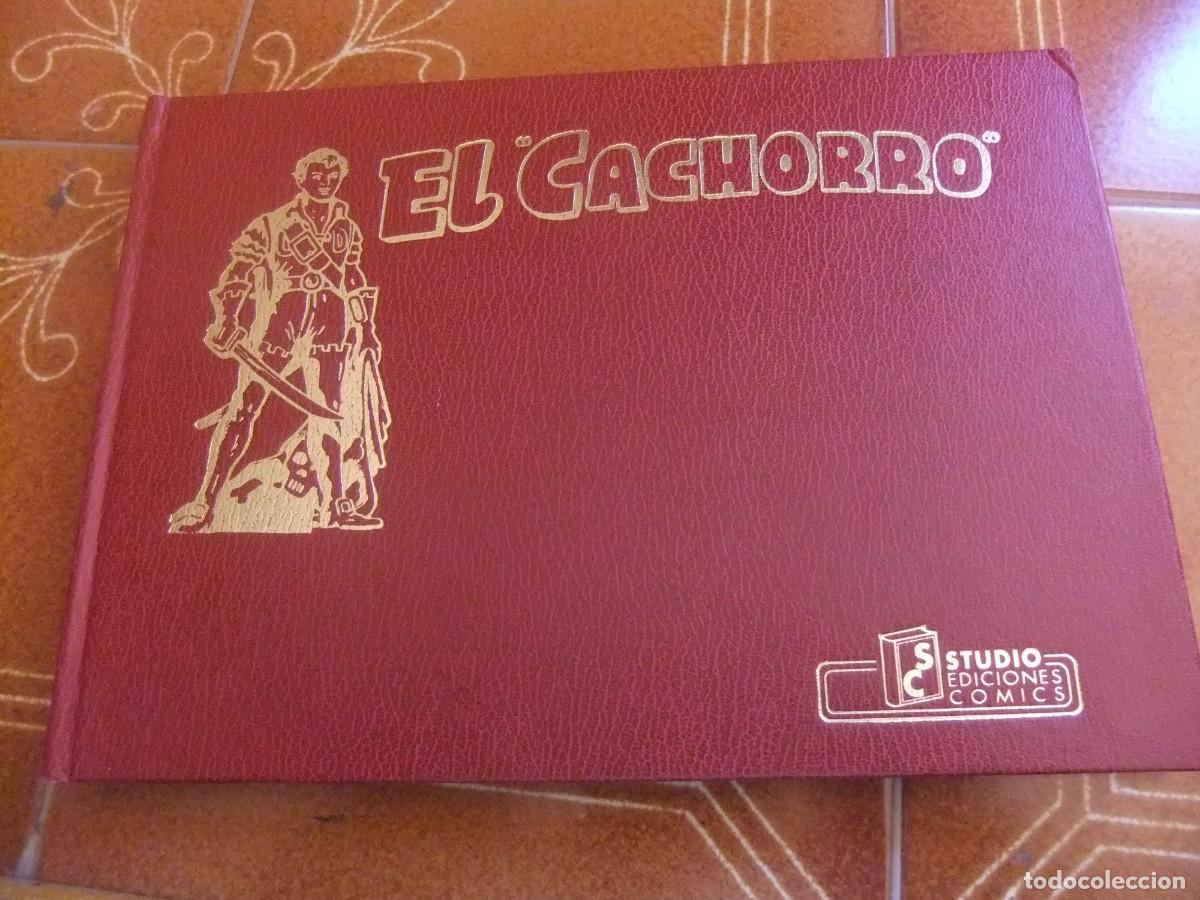 EL "CACHORRO"
SC
STUDIO
EDICIONES
COMICS
todocoleccion